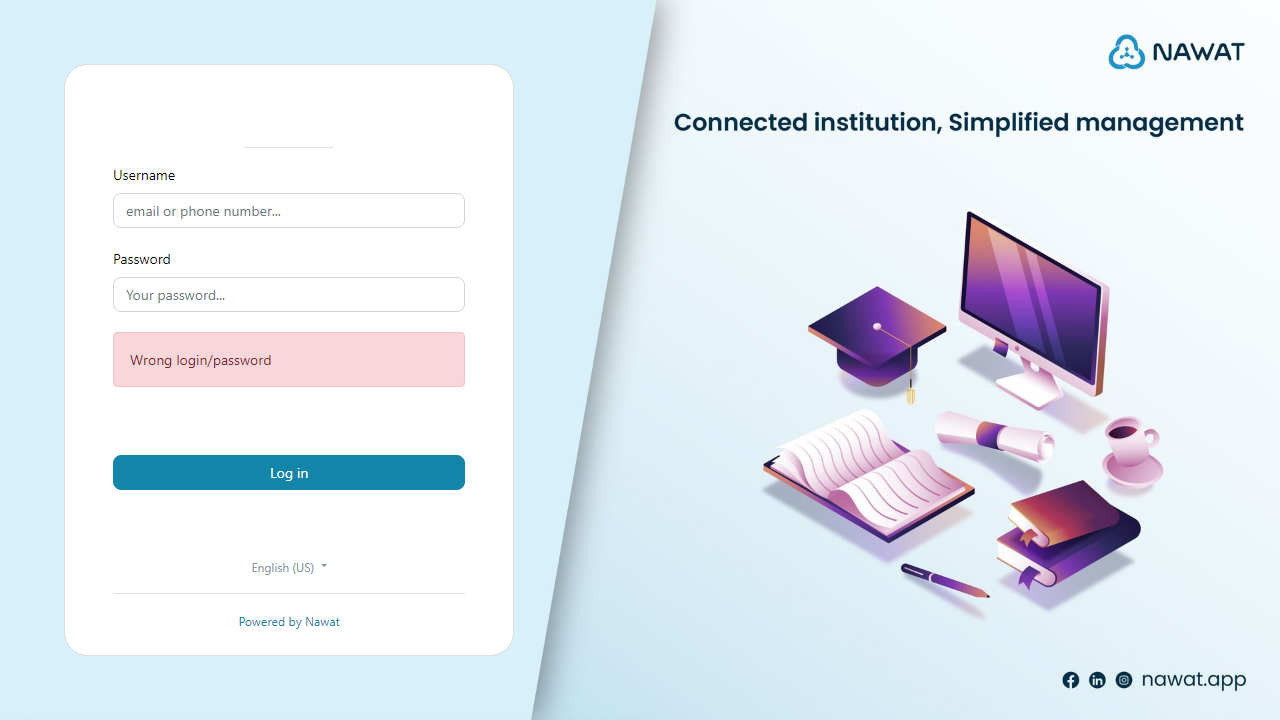 NAWAT
Connected institution, Simplified management
Username
email or phone number...
Password
Your password...
Wrong login/password
Log in
English (US)
Powered by Nawat
nawat.app